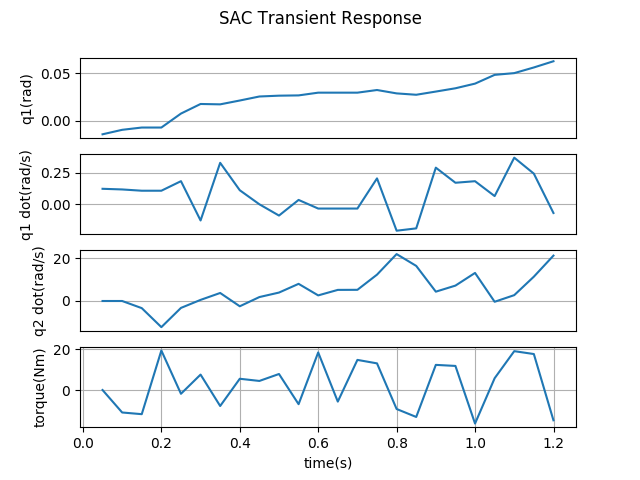 SAC Transient Response
q1(rad)
0.05
0.00
q1 dot(rad/s)
0.25
0.00
q2 dot(rad/s)
20
0
torque(Nm)
20
0
0.0 0.2 0.4 0.6 0.8 1.0 1.2
time(s)